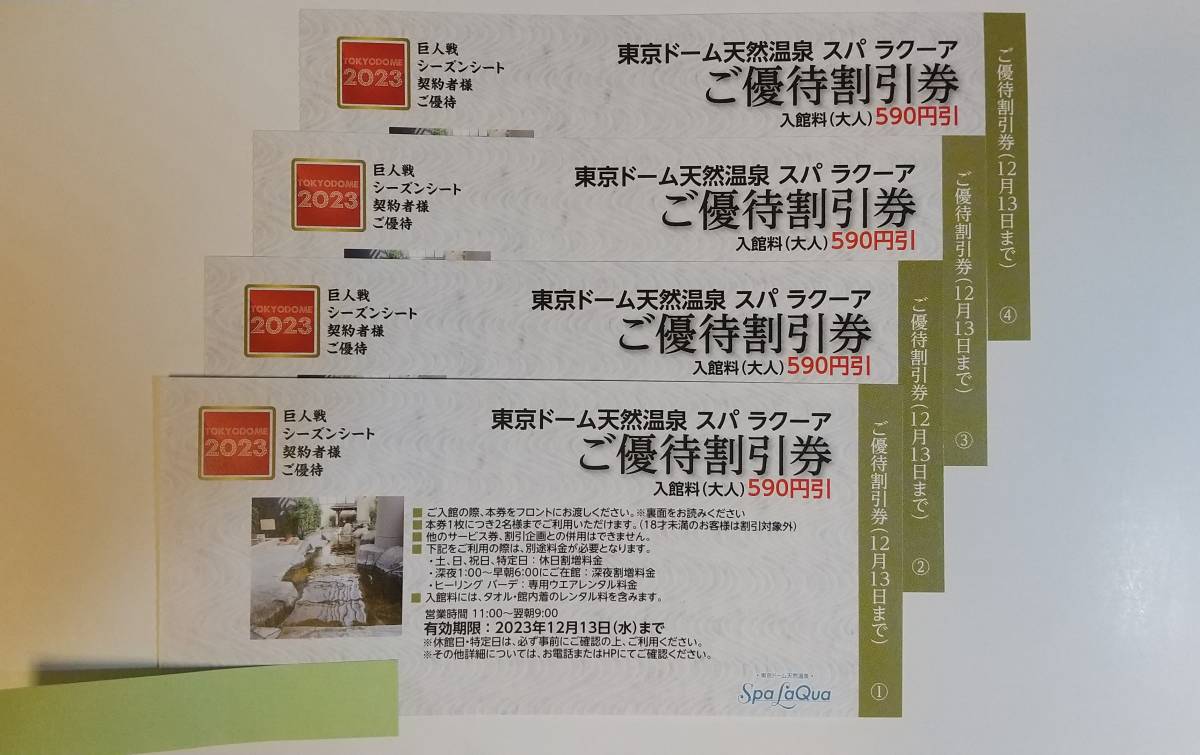 TOKYODOME
2023
巨人戦
シーズンシート
契約者様
ご優待
東京ドーム天然温泉 スパ ラクーア
ご優待割引券
入館料(大人)590円引
ご優待割引券(12月13日まで)
④
TOKYODOME
2023
巨人戦
シーズンシート
契約者様
ご優待
東京ドーム天然温泉 スパ ラクーア
ご優待割引券
入館料(大人)590円引
ご優待割引券(12月13日まで)
③
TOKYODOME
2023
巨人戦
シーズンシート
契約者様
ご優待
東京ドーム天然温泉 スパ ラクーア
ご優待割引券
入館料(大人)590円引
ご優待割引券(12月13日まで)
②
TOKYODOME
2023
巨人戦
シーズンシート
契約者様
ご優待
東京ドーム天然温泉 スパ ラクーア
ご優待割引券
入館料(大人)590円引
■ ご入館の際、本券をフロントにお渡しください。※裏面をお読みください
■ 本券1枚につき2名様までご利用いただけます。(18才未満のお客様は割引対象外)
■ 他のサービス券、割引企画との併用はできません。
■ 下記をご利用の際は、別途料金が必要となります。
・土、日、祝日、特定日：休日割増料金
・深夜1:00〜早朝6:00にご在館：深夜割増料金
・ヒーリング バーデ：専用ウエアレンタル料金
■ 入館料には、タオル・館内着のレンタル料を含みます。
営業時間 11:00〜翌朝9:00
有効期限：2023年12月13日(水)まで
※休館日・特定日は、必ず事前にご確認の上、ご利用ください。
※その他詳細については、お電話またはHPにてご確認ください。
・東京ドーム天然温泉・
Spa LaQua
ご優待割引券(12月13日まで)
①